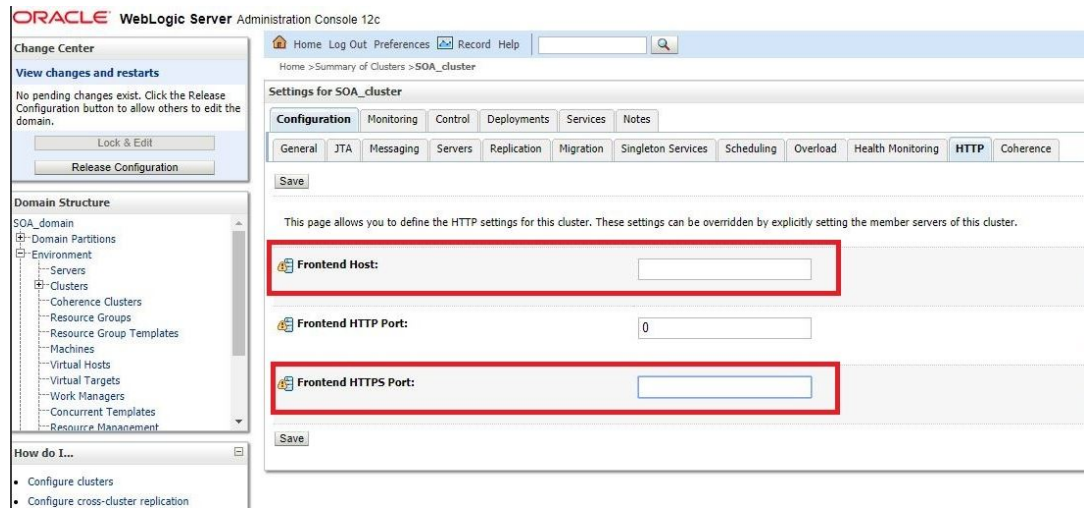 ORACLE WebLogic Server Administration Console 12c
Change Center
View changes and restarts
No pending changes exist. Click the Release
Configuration button to allow others to edit the
domain.
Lock & Edit
Release Configuration
Domain Structure
SOA_domain
Domain Partitions
Environment
Servers
Clusters
Coherence Clusters
Resource Groups
Resource Group Templates
Machines
Virtual Hosts
Virtual Targets
Work Managers
Concurrent Templates
Resource Management
How do I...
Configure clusters
Configure cross-cluster replication
Home Log Out Preferences Record Help
Home >Summary of Clusters >SOA_cluster
Settings for SOA_cluster
Configuration Monitoring Control Deployments Services Notes
General JTA Messaging Servers Replication Migration Singleton Services Scheduling Overload Health Monitoring HTTP Coherence
Save
This page allows you to define the HTTP settings for this cluster. These settings can be overridden by explicitly setting the member servers of this cluster.
Frontend Host:
Frontend HTTP Port: 0
Frontend HTTPS Port:
Save